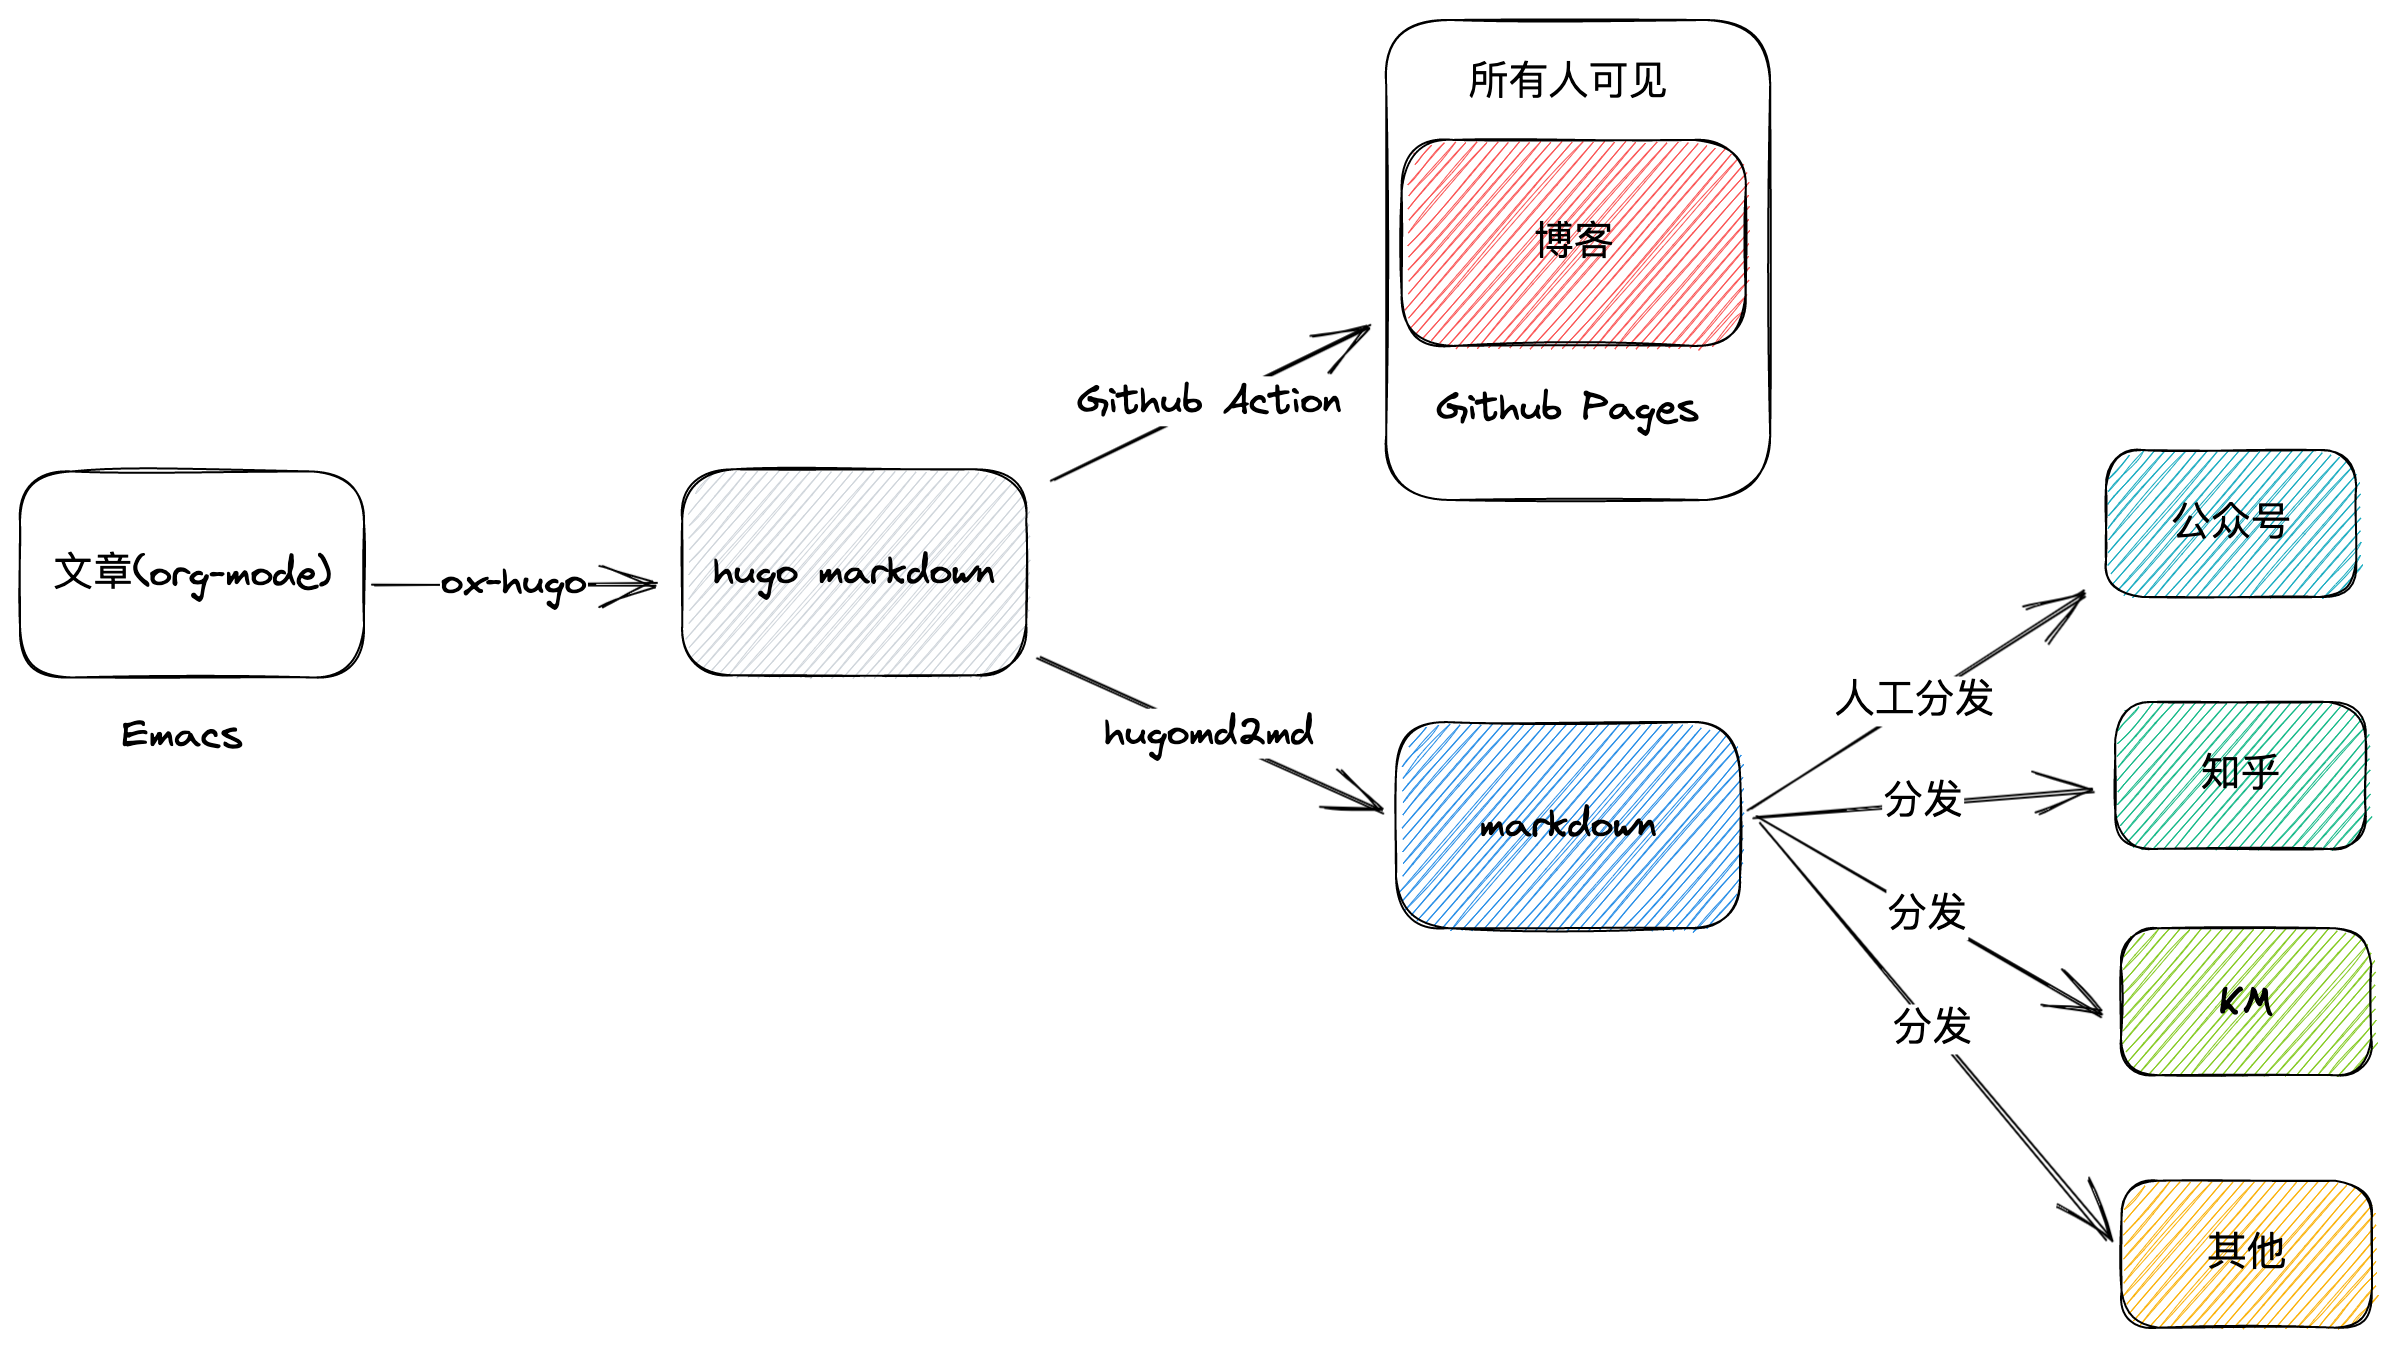 所有人可见
博客
Github Action
Github Pages
文章(org-mode)
ox-hugo
hugo markdown
Emacs
hugomd2md
markdown
人工分发
公众号
分发
知乎
分发
KM
分发
其他